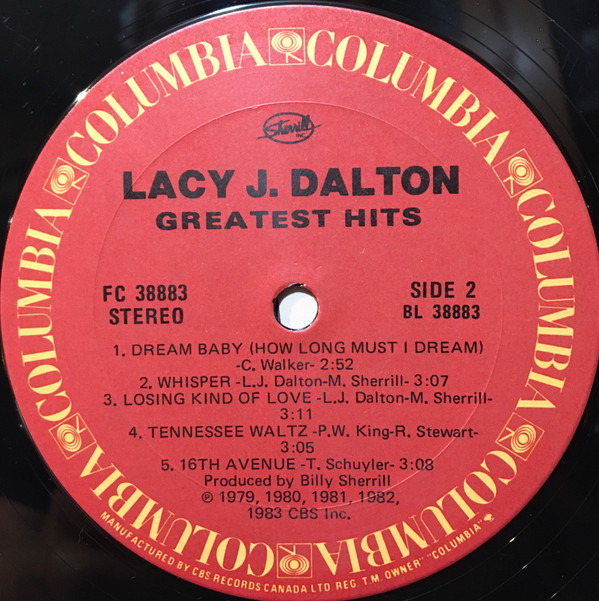 COLUMBIA COLUMBIA COLUMBIA COLUMBIA COLUMBIA COLUMBIA COLUMBIA COLUMBIA
Sherrill
INC.
LACY J. DALTON
GREATEST HITS
FC 38883
STEREO
SIDE 2
BL 38883
1. DREAM BABY (HOW LONG MUST I DREAM)
-C. Walker- 2:52
2. WHISPER -L.J. Dalton-M. Sherrill- 3:07
3. LOSING KIND OF LOVE -L.J. Dalton-M. Sherrill-
3:11
4. TENNESSEE WALTZ -P.W. King-R. Stewart-
3:05
5. 16TH AVENUE -T. Schuyler- 3:08
Produced by Billy Sherrill
℗ 1979, 1980, 1981, 1982,
1983 CBS Inc.
MANUFACTURED BY CBS RECORDS CANADA LTD. REG. T.M. OWNER "COLUMBIA"